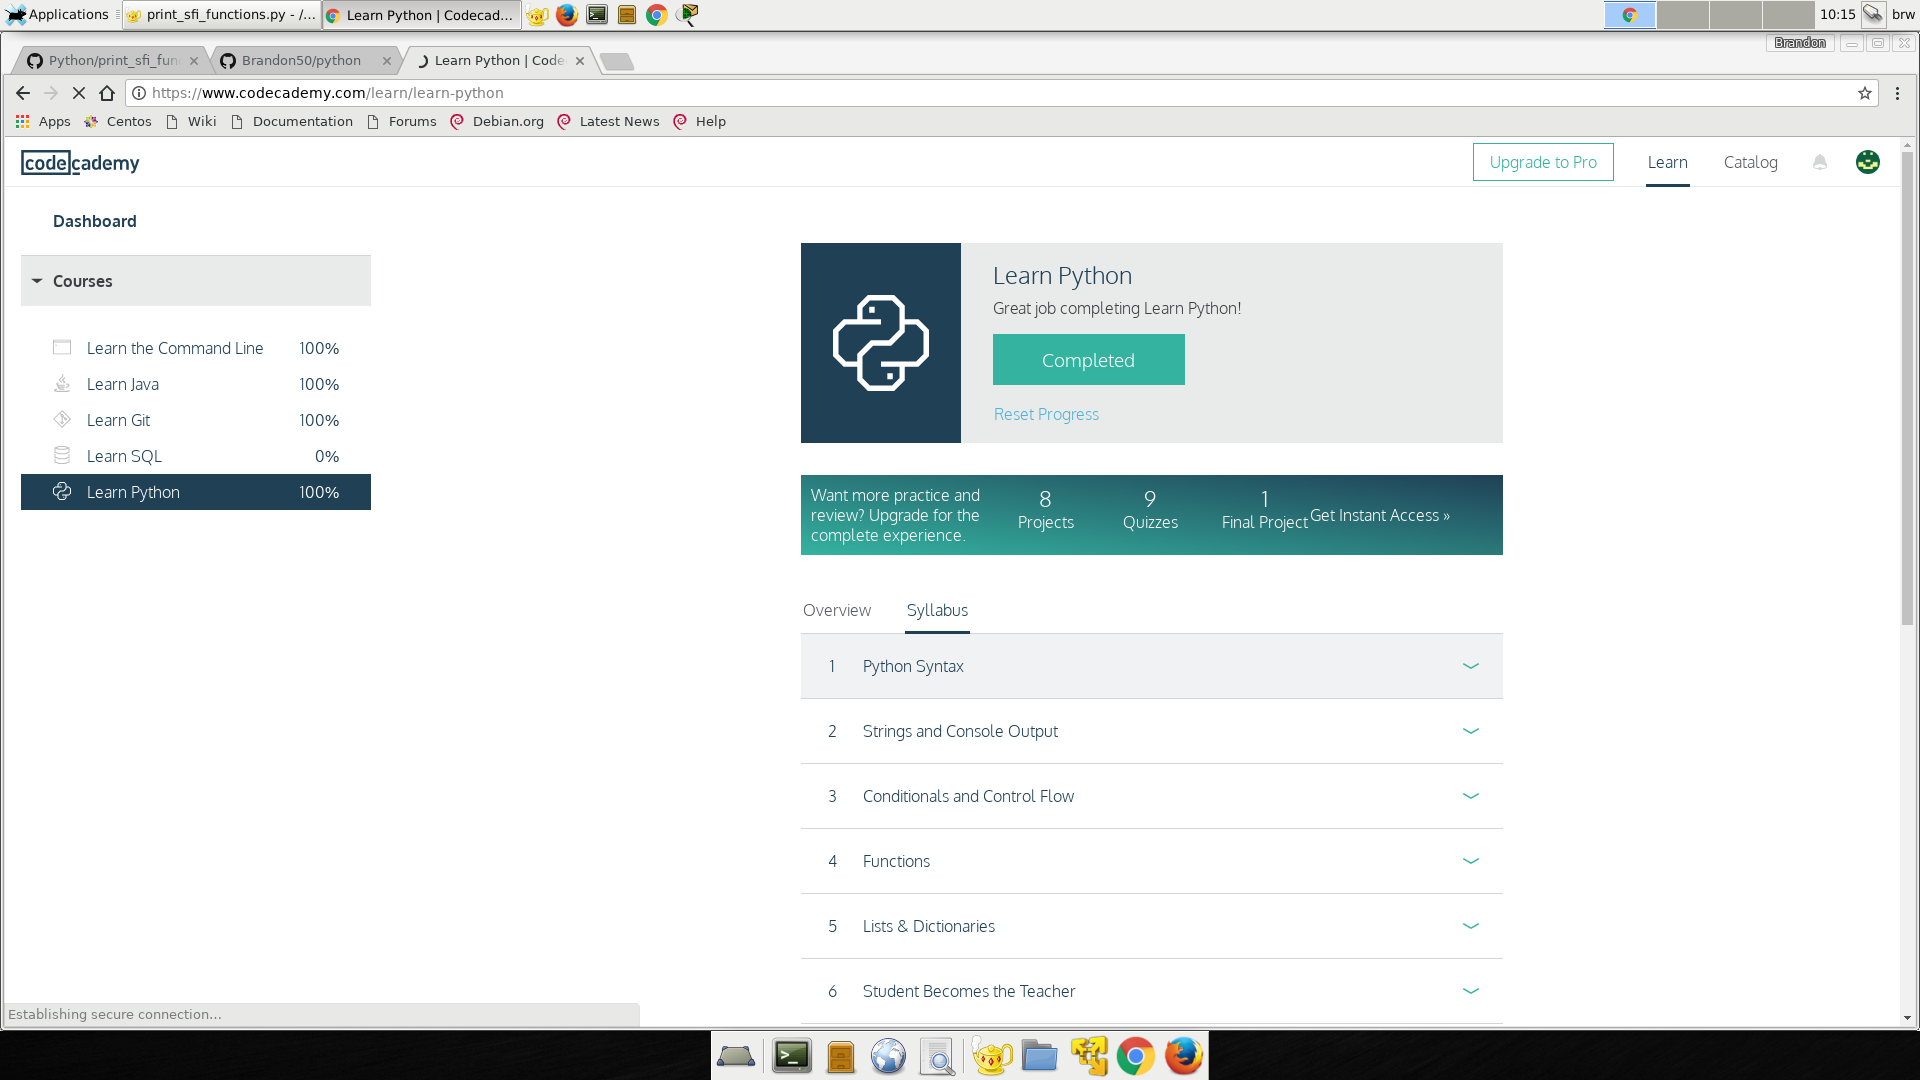 Applications
print_sfi_functions.py - /...
Learn Python | Codecad...
10:15
brw
Brandon
Python/print_sfi_fun
Brandon50/python
Learn Python | Code
https://www.codecademy.com/learn/learn-python
Apps
Centos
Wiki
Documentation
Forums
Debian.org
Latest News
Help
codecademy
Upgrade to Pro
Learn
Catalog
Dashboard
Courses
Learn the Command Line 100%
Learn Java 100%
Learn Git 100%
Learn SQL 0%
Learn Python 100%
Learn Python
Great job completing Learn Python!
Completed
Reset Progress
Want more practice and
review? Upgrade for the
complete experience.
8
Projects
9
Quizzes
1
Final Project
Get Instant Access »
Overview
Syllabus
1 Python Syntax
2 Strings and Console Output
3 Conditionals and Control Flow
4 Functions
5 Lists & Dictionaries
6 Student Becomes the Teacher
Establishing secure connection...